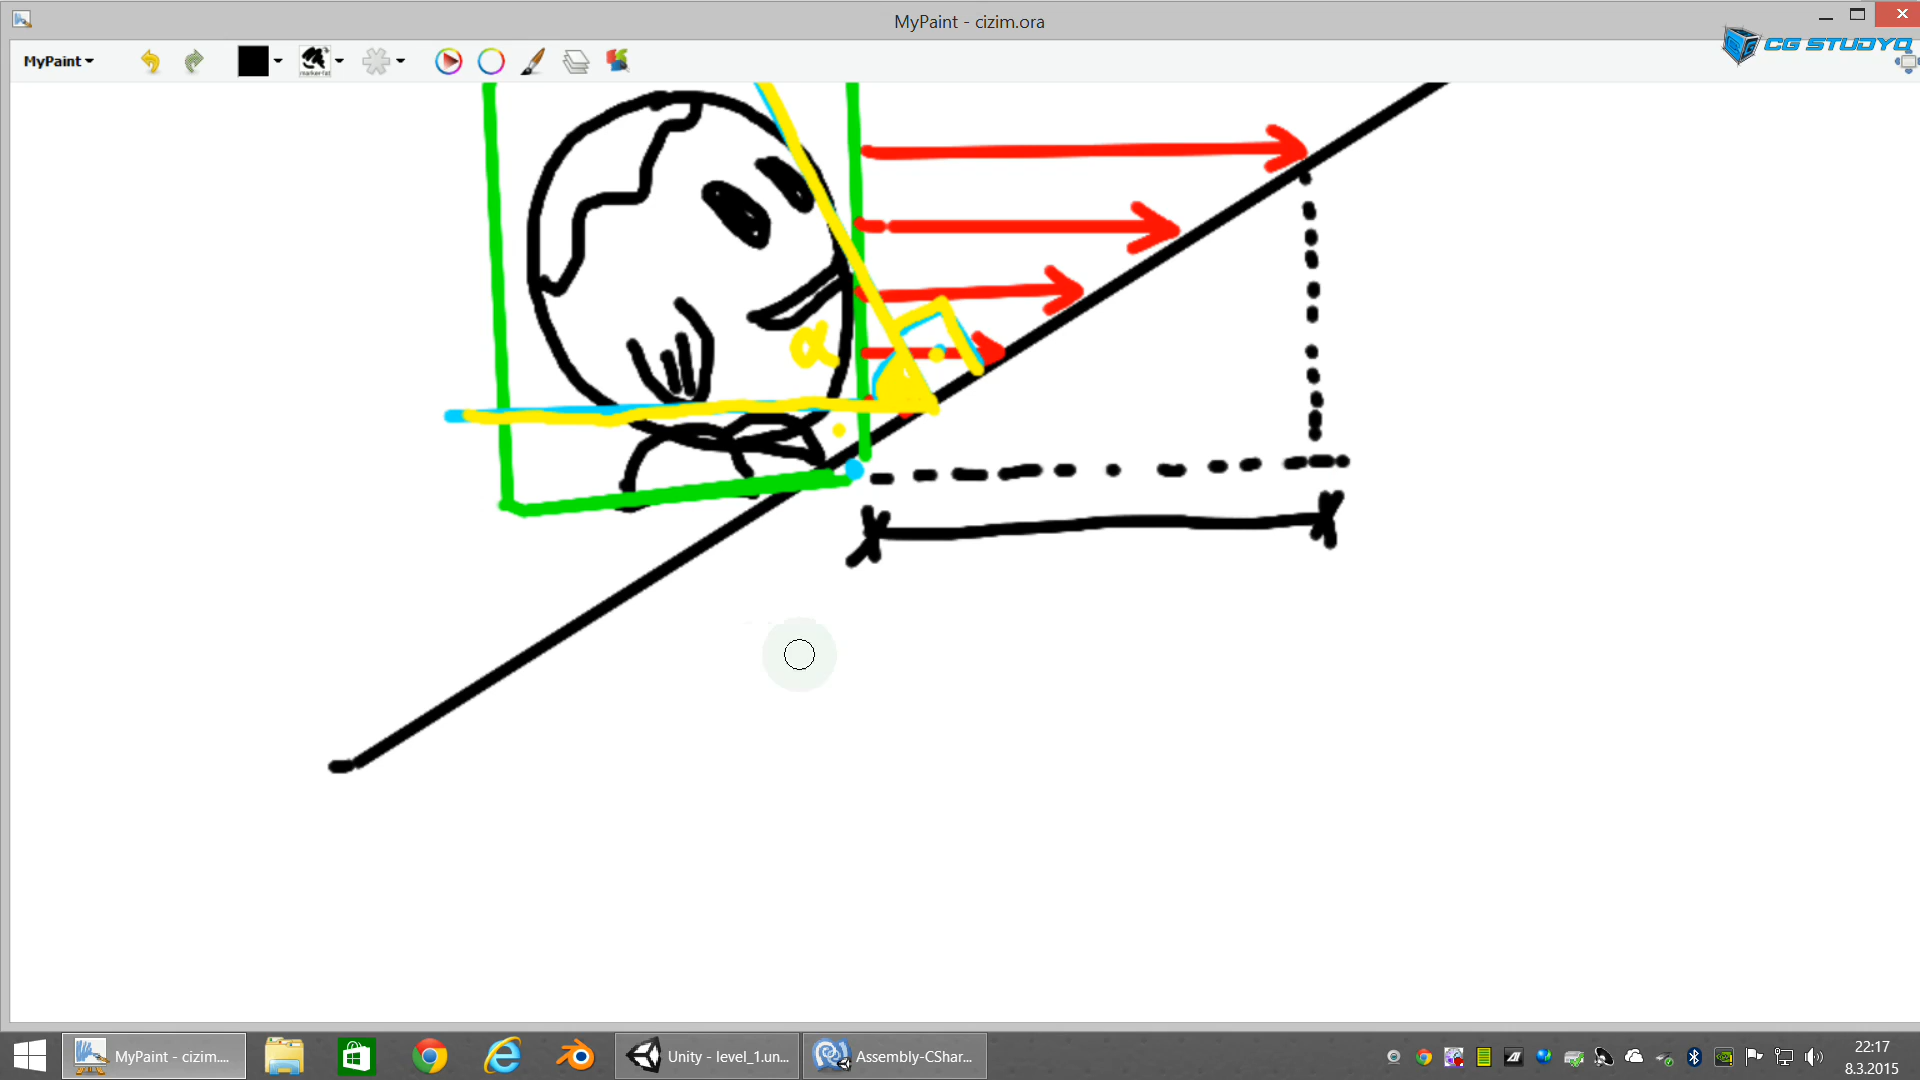 MyPaint - cizim.ora
MyPaint
CG STUDYO
α
MyPaint - cizim....
Unity - level_1.un...
Assembly-CShar...
22:17
8.3.2015